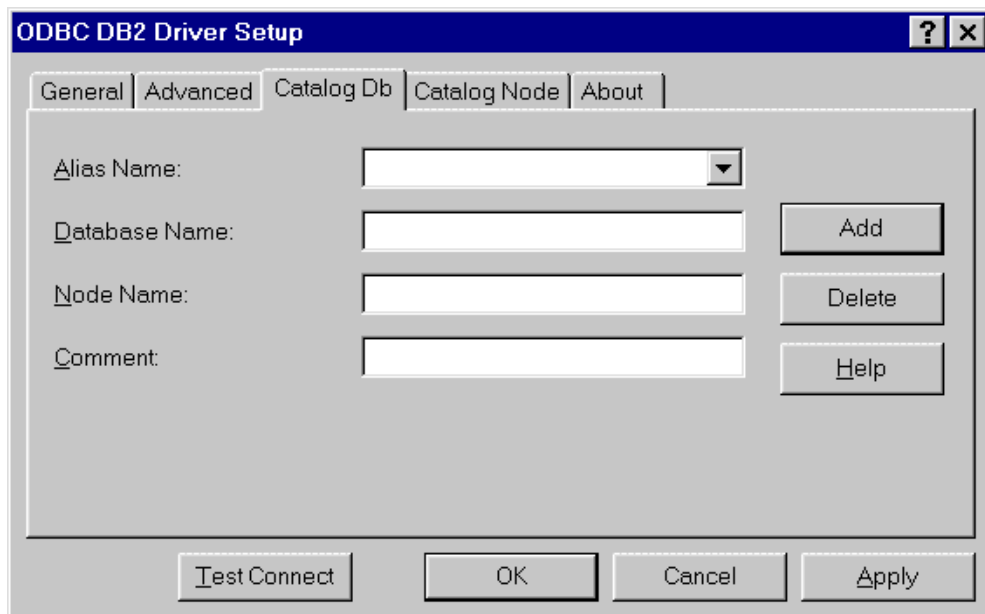 ODBC DB2 Driver Setup
General Advanced Catalog Db Catalog Node About
Alias Name:
Database Name:
Add
Node Name:
Delete
Comment:
Help
Test Connect OK Cancel Apply